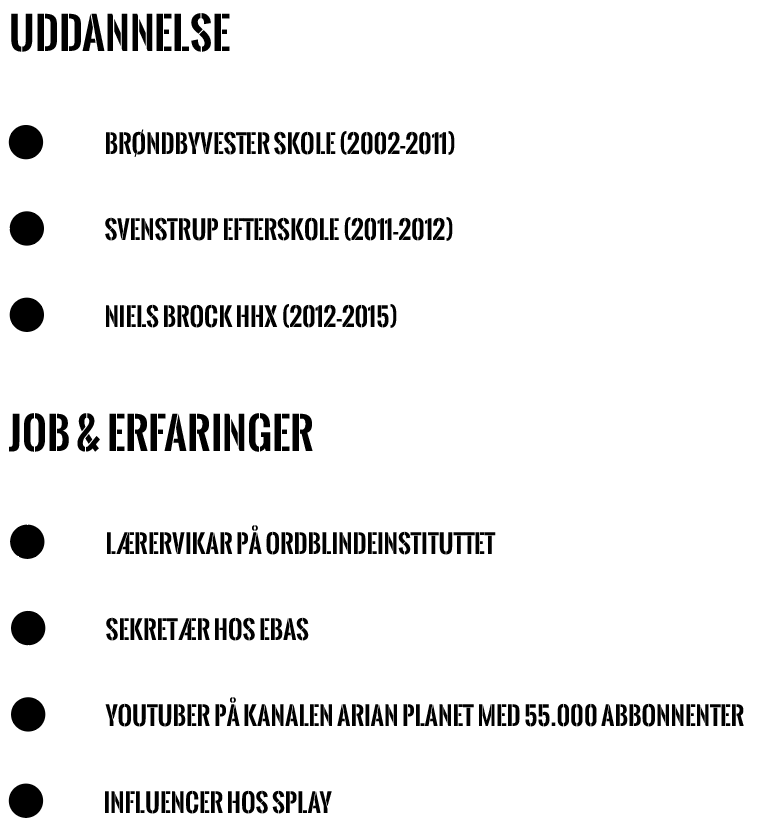 UDDANNELSE
BRØNDBYVESTER SKOLE (2002-2011)
SVENSTRUP EFTERSKOLE (2011-2012)
NIELS BROCK HHX (2012-2015)
JOB & ERFARINGER
LÆRERVIKAR PÅ ORDBLINDEINSTITUTTET
SEKRETÆR HOS EBAS
YOUTUBER PÅ KANALEN ARIAN PLANET MED 55.000 ABBONNENTER
INFLUENCER HOS SPLAY